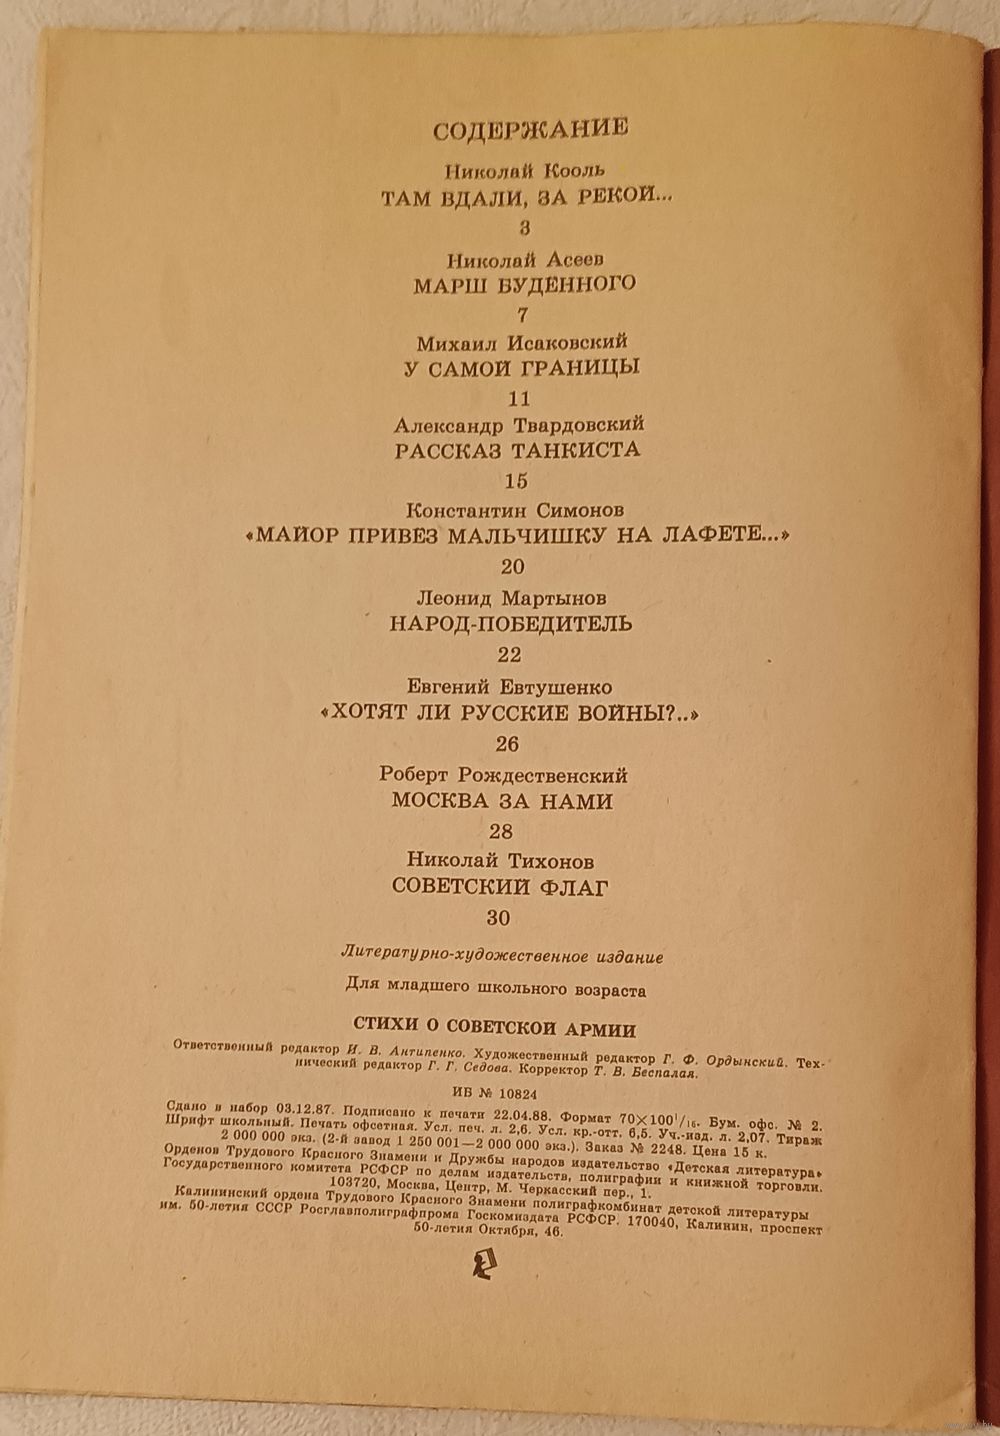 СОДЕРЖАНИЕ
Николай Кооль
ТАМ ВДАЛИ, ЗА РЕКОЙ...
3
Николай Асеев
МАРШ БУДЁННОГО
7
Михаил Исаковский
У САМОЙ ГРАНИЦЫ
11
Александр Твардовский
РАССКАЗ ТАНКИСТА
15
Константин Симонов
«МАЙОР ПРИВЁЗ МАЛЬЧИШКУ НА ЛАФЕТЕ...»
20
Леонид Мартынов
НАРОД-ПОБЕДИТЕЛЬ
22
Евгений Евтушенко
«ХОТЯТ ЛИ РУССКИЕ ВОЙНЫ?..»
26
Роберт Рождественский
МОСКВА ЗА НАМИ
28
Николай Тихонов
СОВЕТСКИЙ ФЛАГ
30
Литературно-художественное издание
Для младшего школьного возраста
СТИХИ О СОВЕТСКОЙ АРМИИ
Ответственный редактор И. В. Антипенко. Художественный редактор Г. Ф. Ордынский. Тех-
нический редактор Г. Г. Седова. Корректор Т. В. Беспалая.
ИБ № 10824
Сдано в набор 03.12.87. Подписано к печати 22.04.88. Формат 70×100¹/₁₆. Бум. офс. № 2.
Шрифт школьный. Печать офсетная. Усл. печ. л. 2,6. Усл. кр.-отт. 6,5. Уч.-изд. л. 2,07. Тираж
2 000 000 экз. (2-й завод 1 250 001—2 000 000 экз.). Заказ № 2248. Цена 15 к.
Орденов Трудового Красного Знамени и Дружбы народов издательство «Детская литература»
Государственного комитета РСФСР по делам издательств, полиграфии и книжной торговли.
103720, Москва, Центр, М. Черкасский пер., 1.
Калининский ордена Трудового Красного Знамени полиграфкомбинат детской литературы
им. 50-летия СССР Росглавполиграфпрома Госкомиздата РСФСР. 170040, Калинин, проспект
50-летия Октября, 46.